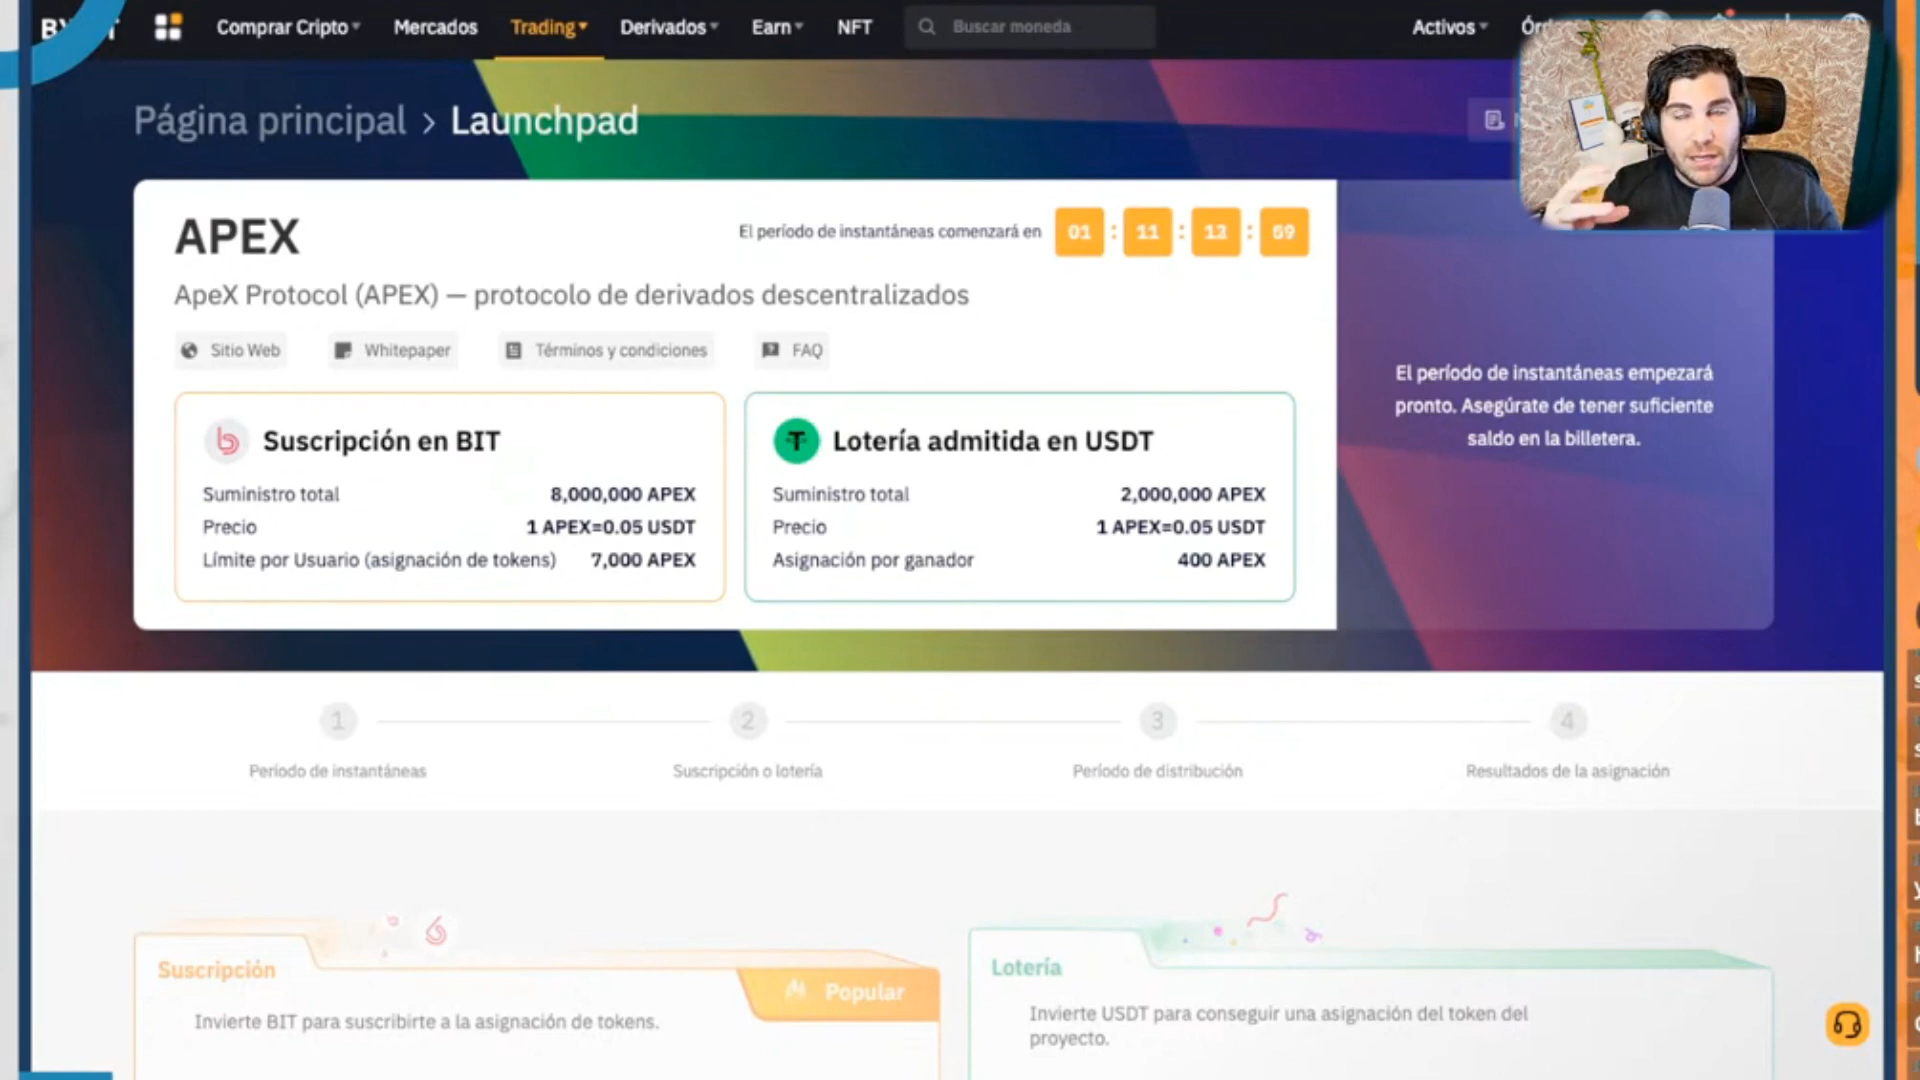 Comprar Cripto
Mercados
Trading
Derivados
Earn
NFT
Buscar moneda
Activos
Página principal > Launchpad
APEX
El período de instantáneas comenzará en
01 : 11 : 13 : 09
ApeX Protocol (APEX) — protocolo de derivados descentralizados
Sitio Web
Whitepaper
Términos y condiciones
FAQ
Suscripción en BIT
Suministro total 8,000,000 APEX
Precio 1 APEX=0.05 USDT
Límite por Usuario (asignación de tokens) 7,000 APEX
Lotería admitida en USDT
Suministro total 2,000,000 APEX
Precio 1 APEX=0.05 USDT
Asignación por ganador 400 APEX
El período de instantáneas empezará
pronto. Asegúrate de tener suficiente
saldo en la billetera.
1
2
3
4
Período de instantáneas
Suscripción o lotería
Período de distribución
Resultados de la asignación
Suscripción
Popular
Invierte BIT para suscribirte a la asignación de tokens.
Lotería
Invierte USDT para conseguir una asignación del token del
proyecto.